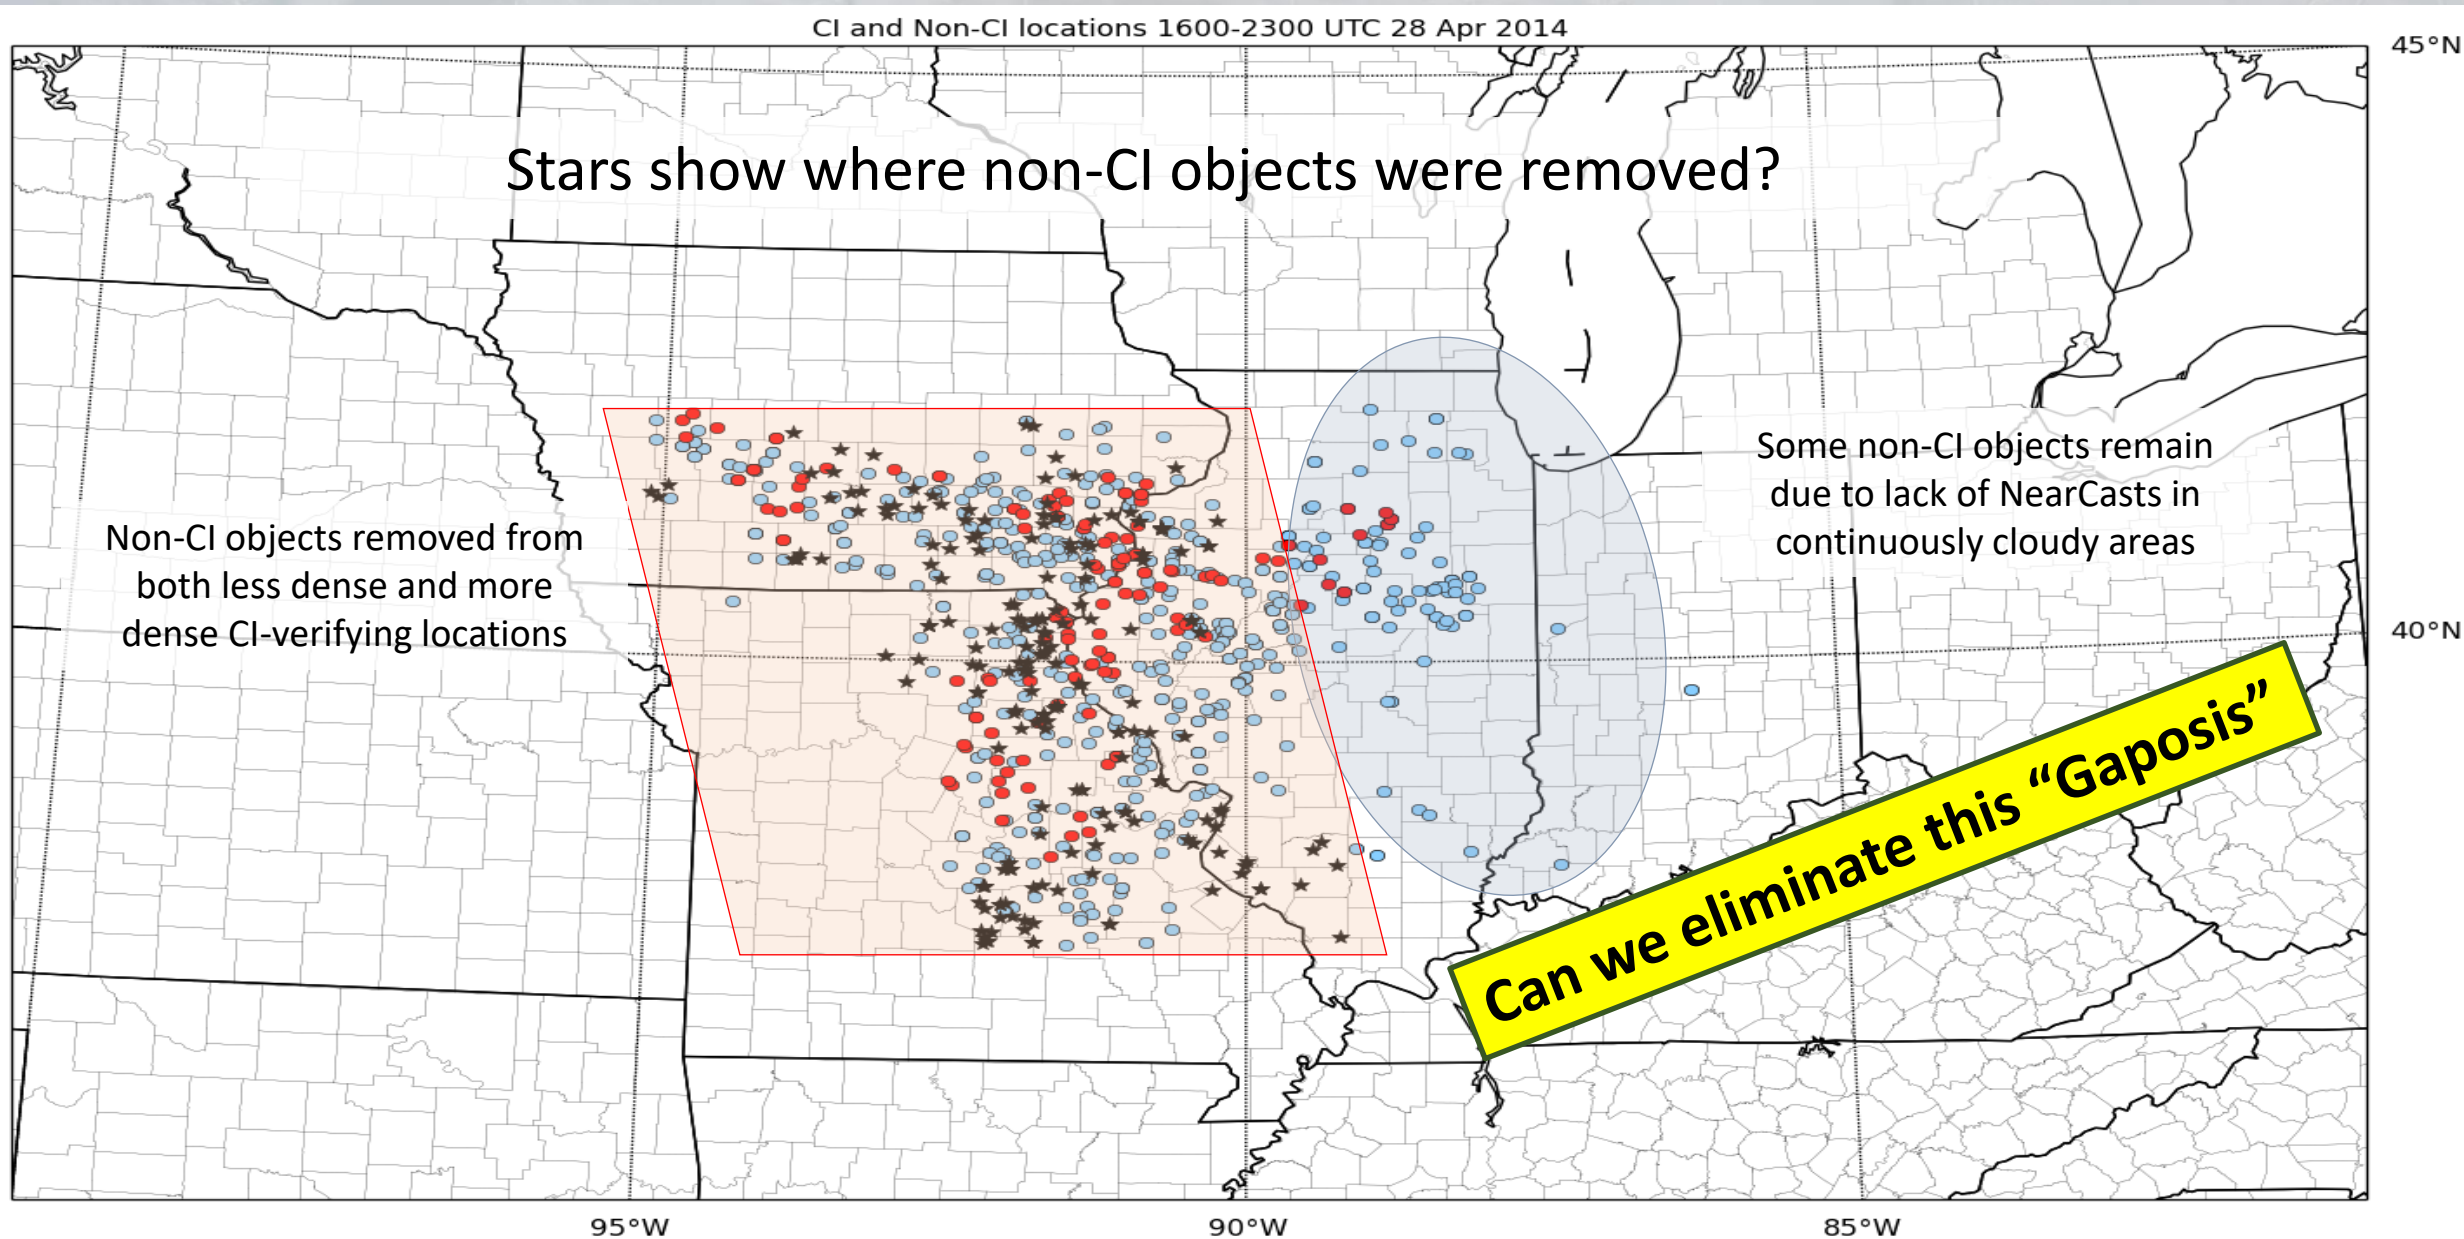 CI and Non-CI locations 1600-2300 UTC 28 Apr 2014
45°N
Stars show where non-CI objects were removed?
Some non-CI objects remain
due to lack of NearCasts in
continuously cloudy areas
Non-CI objects removed from
both less dense and more
dense CI-verifying locations
40°N
Can we eliminate this “Gaposis”
95°W
90°W
85°W